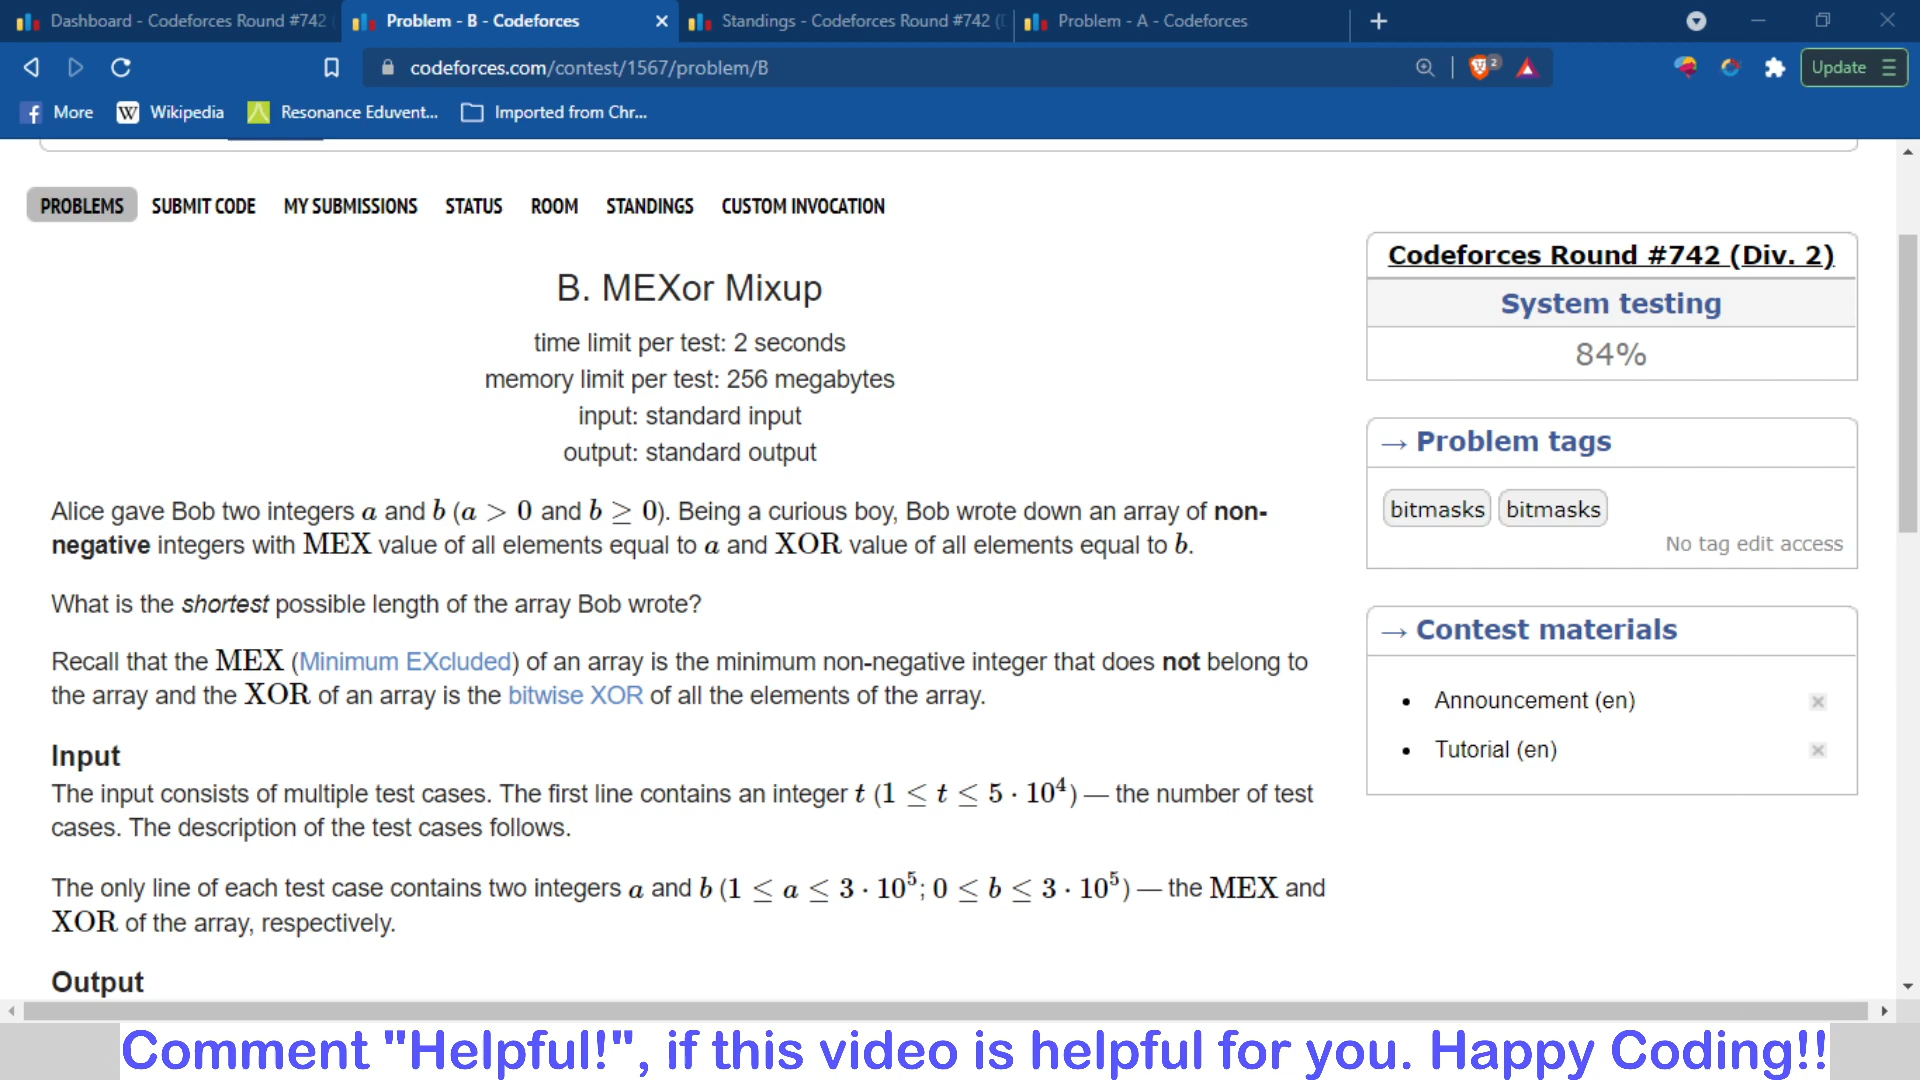 Dashboard - Codeforces Round #742
Problem - B - Codeforces
Standings - Codeforces Round #742 (
Problem - A - Codeforces
codeforces.com/contest/1567/problem/B
2
Update
More
Wikipedia
Resonance Eduvent...
Imported from Chr...
PROBLEMS SUBMIT CODE MY SUBMISSIONS STATUS ROOM STANDINGS CUSTOM INVOCATION
B. MEXor Mixup
time limit per test: 2 seconds
memory limit per test: 256 megabytes
input: standard input
output: standard output
Alice gave Bob two integers a and b (a > 0 and b ≥ 0). Being a curious boy, Bob wrote down an array of non-
negative integers with MEX value of all elements equal to a and XOR value of all elements equal to b.
What is the shortest possible length of the array Bob wrote?
Recall that the MEX (Minimum EXcluded) of an array is the minimum non-negative integer that does not belong to
the array and the XOR of an array is the bitwise XOR of all the elements of the array.
Input
The input consists of multiple test cases. The first line contains an integer t (1 ≤ t ≤ 5 · 10⁴) — the number of test
cases. The description of the test cases follows.
The only line of each test case contains two integers a and b (1 ≤ a ≤ 3 · 10⁵; 0 ≤ b ≤ 3 · 10⁵) — the MEX and
XOR of the array, respectively.
Output
Codeforces Round #742 (Div. 2)
System testing
84%
→ Problem tags
bitmasks bitmasks
No tag edit access
→ Contest materials
Announcement (en)
Tutorial (en)
Comment "Helpful!", if this video is helpful for you. Happy Coding!!